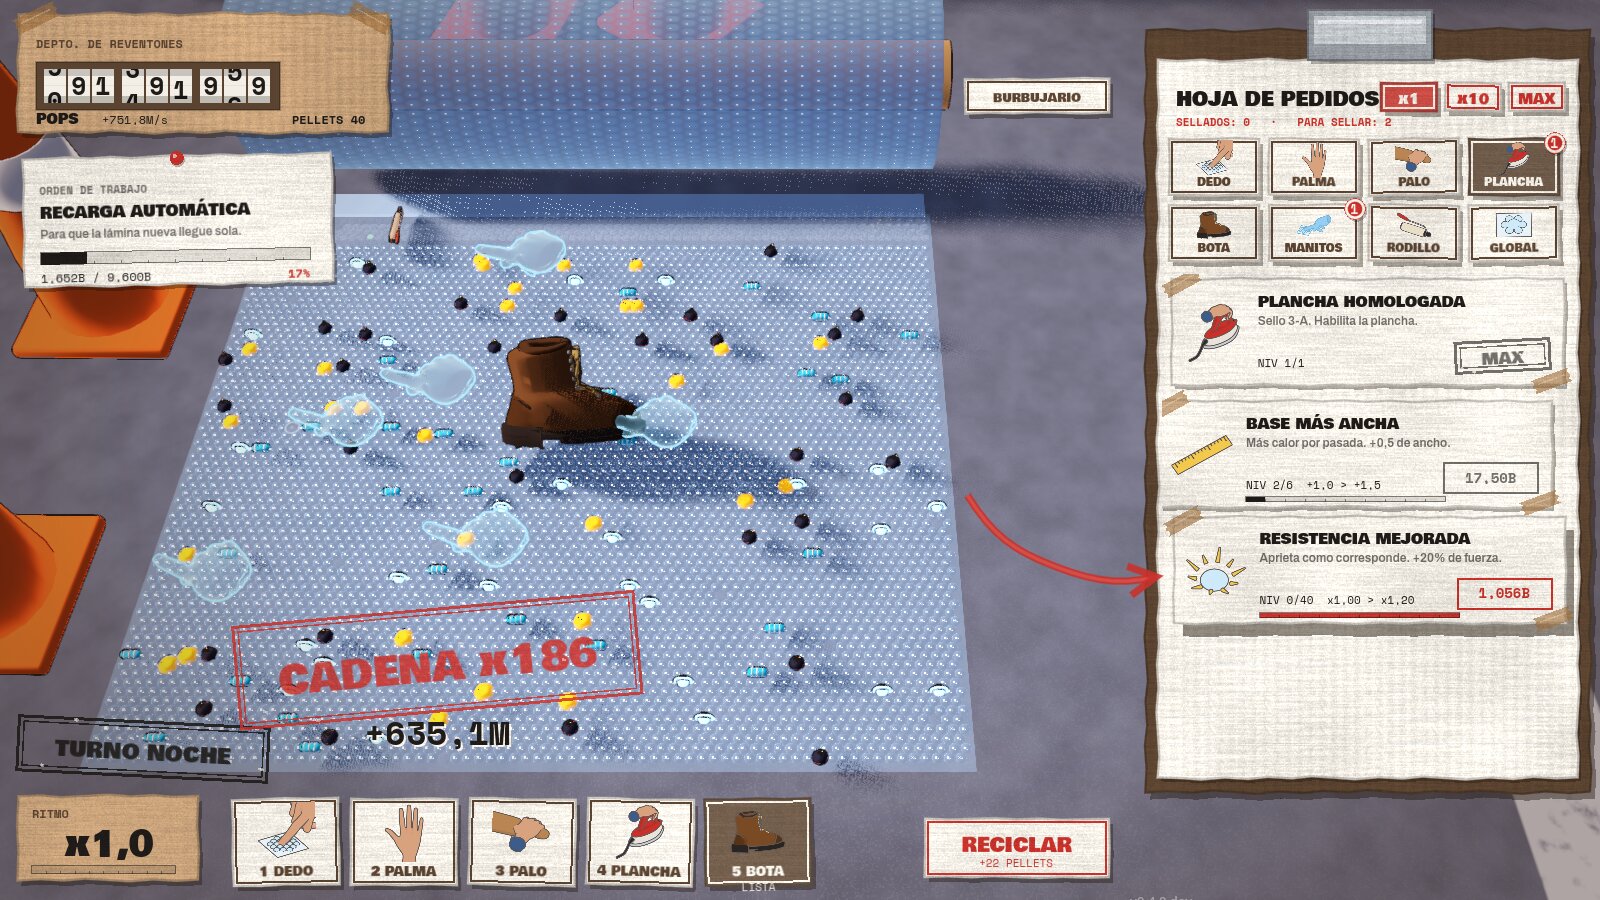 DEPTO. DE REVENTONES
POPS +751,8M/s PELLETS 40
ORDEN DE TRABAJO
RECARGA AUTOMÁTICA
Para que la lámina nueva llegue sola.
1,652B / 9,600B 17%
BURBUJARIO
HOJA DE PEDIDOS x1 x10 MAX
SELLADOS: 0 · PARA SELLAR: 2
DEDO PALMA PALO PLANCHA 1
BOTA MANITOS 1 RODILLO GLOBAL
PLANCHA HOMOLOGADA
Sello 3-A. Habilita la plancha.
NIV 1/1 MAX
BASE MÁS ANCHA
Más calor por pasada. +0,5 de ancho.
NIV 2/6 +1,0 > +1,5 17,50B
RESISTENCIA MEJORADA
Aprieta como corresponde. +20% de fuerza.
NIV 0/40 x1,00 > x1,20 1,056B
CADENA x186
+635,1M
TURNO NOCHE
RITMO
x1,0
1 DEDO 2 PALMA 3 PALO 4 PLANCHA 5 BOTA
LISTA
RECICLAR
+22 PELLETS